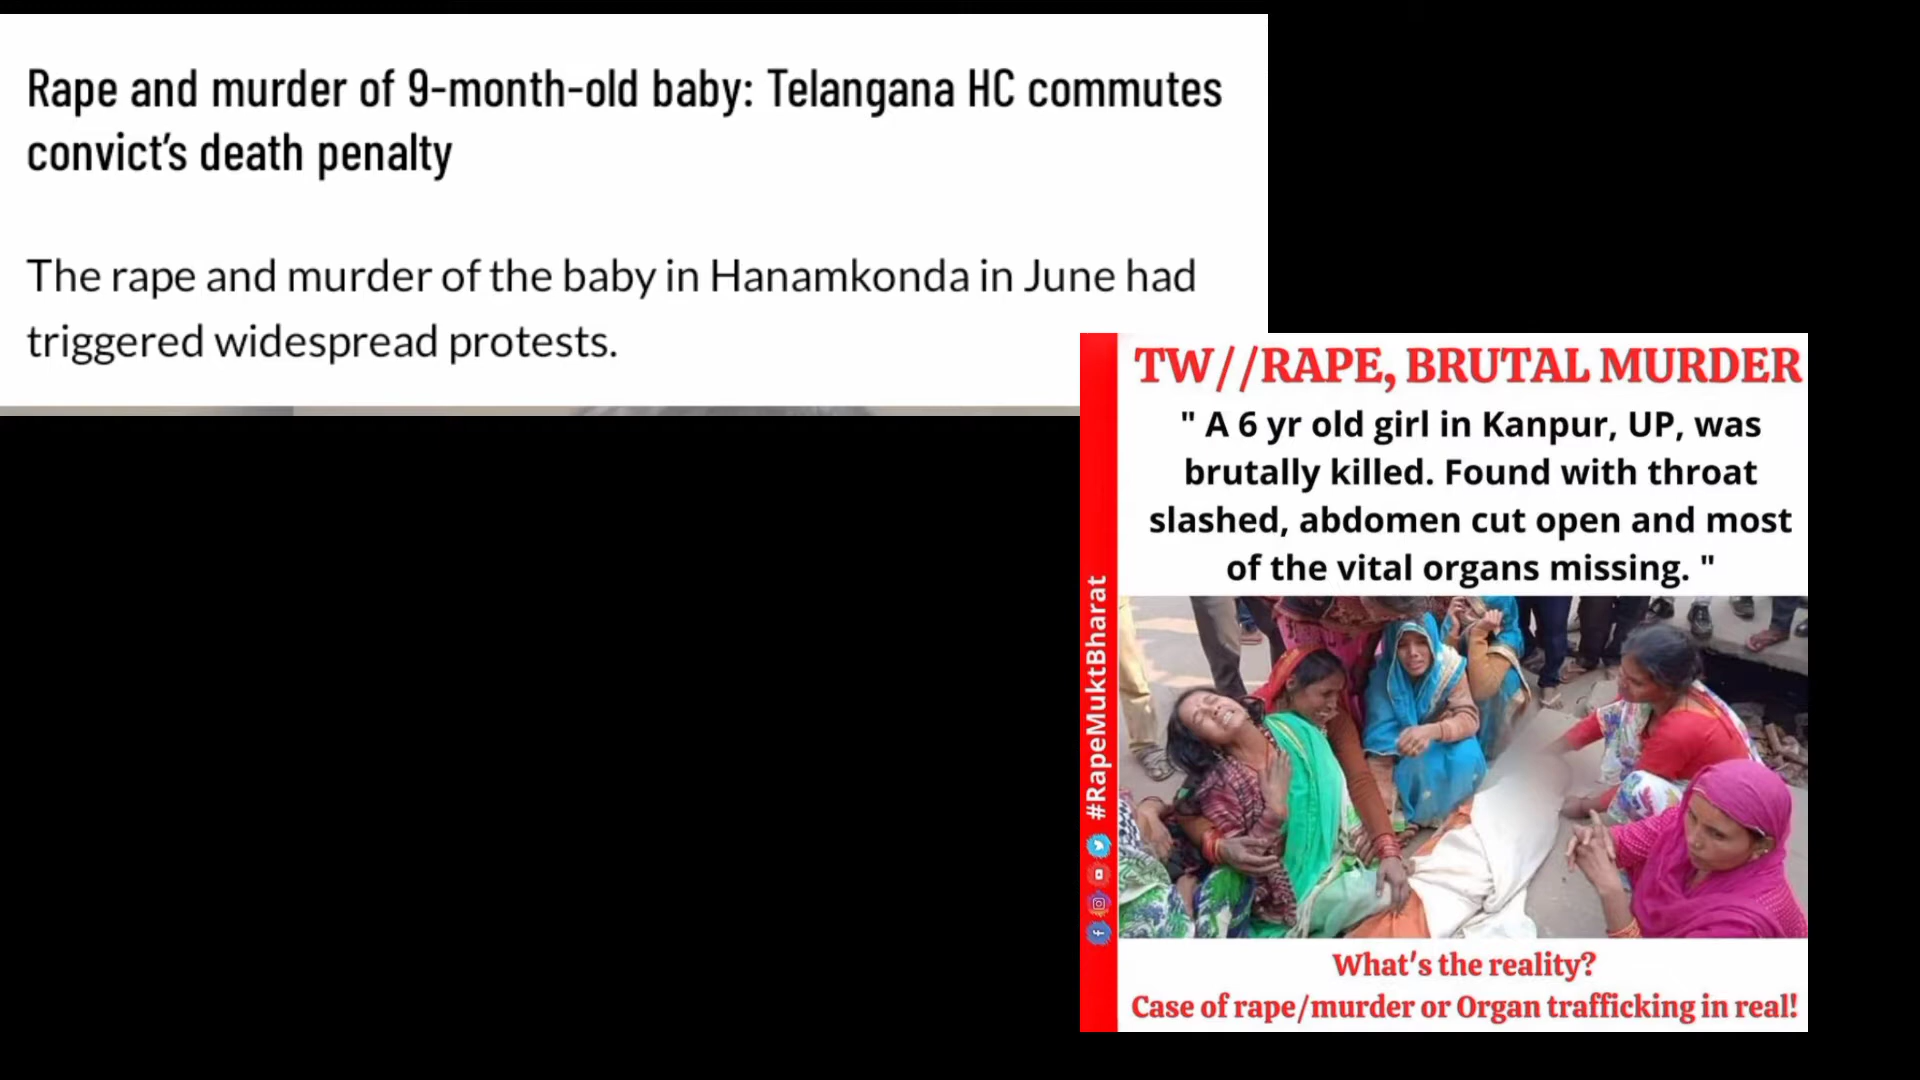 Rape and murder of 9-month-old baby: Telangana HC commutes
convict's death penalty
The rape and murder of the baby in Hanamkonda in June had
triggered widespread protests.
TW//RAPE, BRUTAL MURDER
" A 6 yr old girl in Kanpur, UP, was
brutally killed. Found with throat
slashed, abdomen cut open and most
of the vital organs missing. "
#RapeMuktBharat
What's the reality?
Case of rape/murder or Organ trafficking in real!